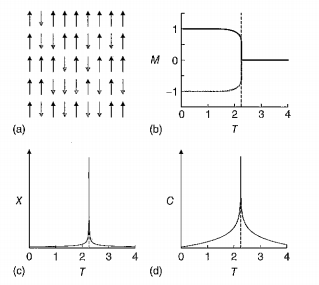 1
M 0
−1
0 1 2 3 4
(a) (b) T
X
C
0 1 2 3 4
0 1 2 3 4
(c) T
(d) T